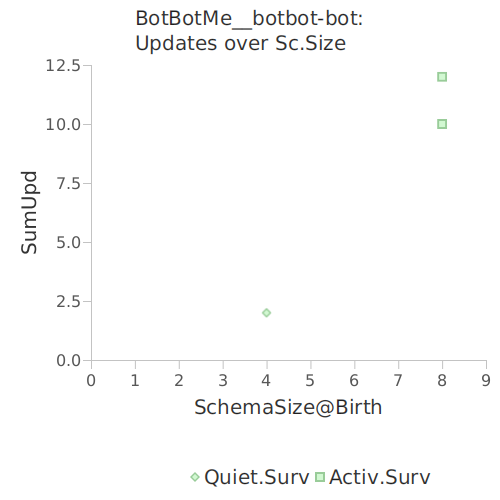 BotBotMe__botbot-bot:
Updates over Sc.Size
12.5
10.0
7.5
5.0
2.5
0.0
SumUpd
0 1 2 3 4 5 6 7 8 9
SchemaSize@Birth
Quiet.Surv Activ.Surv